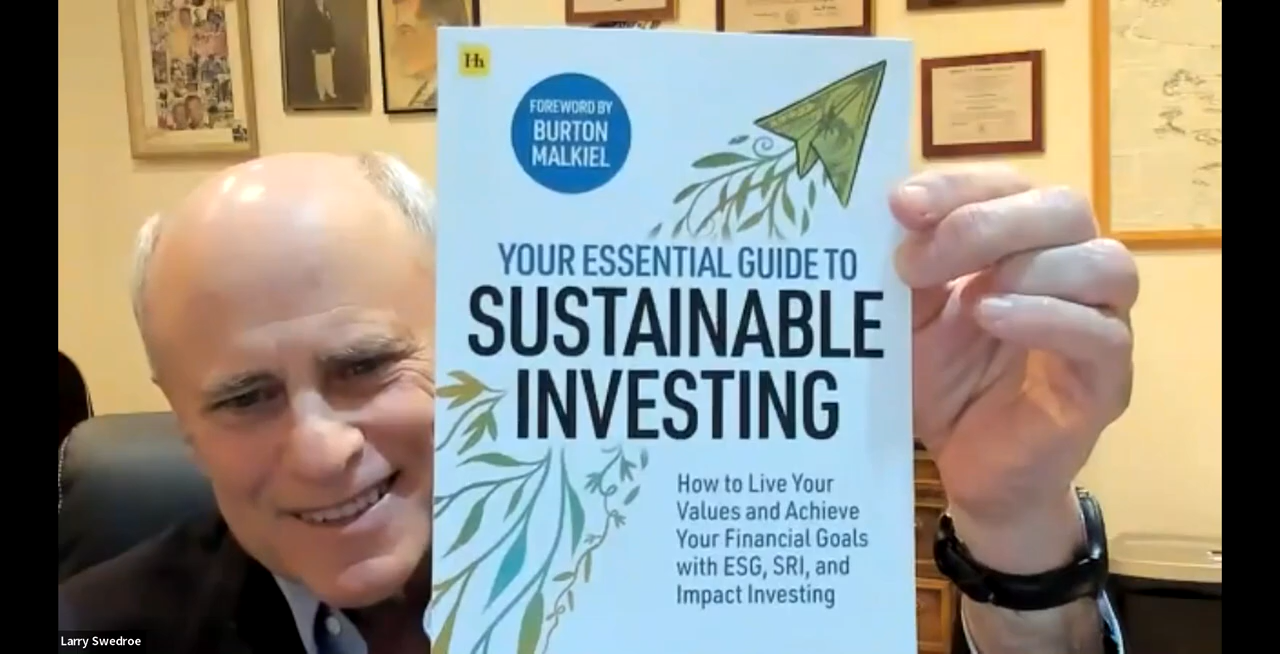 Hh
FOREWORD BY
BURTON
MALKIEL
YOUR ESSENTIAL GUIDE TO
SUSTAINABLE
INVESTING
How to Live Your
Values and Achieve
Your Financial Goals
with ESG, SRI, and
Impact Investing
Larry Swedroe